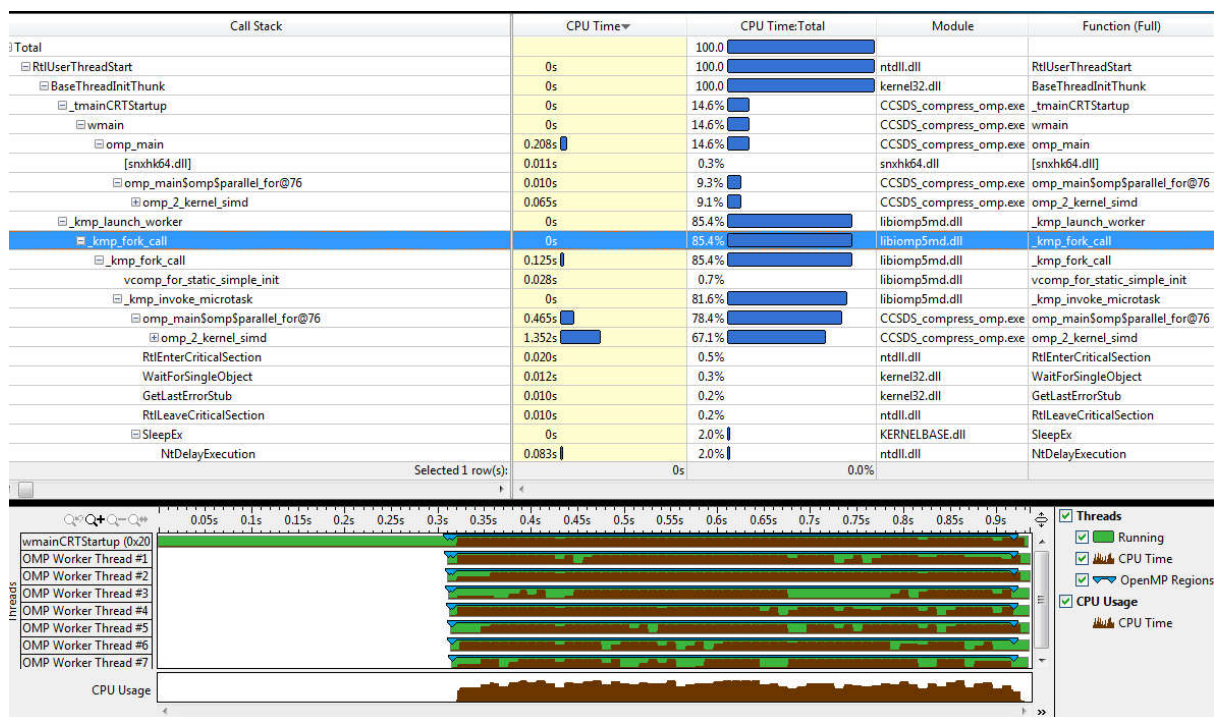 Call Stack CPU Time CPU Time:Total Module Function (Full)
Total 100.0
RtlUserThreadStart 0s 100.0 ntdll.dll RtlUserThreadStart
BaseThreadInitThunk 0s 100.0 kernel32.dll BaseThreadInitThunk
_tmainCRTStartup 0s 14.6% CCSDS_compress_omp.exe _tmainCRTStartup
wmain 0s 14.6% CCSDS_compress_omp.exe wmain
omp_main 0.208s 14.6% CCSDS_compress_omp.exe omp_main
[snxhk64.dll] 0.011s 0.3% snxhk64.dll [snxhk64.dll]
omp_main$omp$parallel_for@76 0.010s 9.3% CCSDS_compress_omp.exe omp_main$omp$parallel_for@76
omp_2_kernel_simd 0.065s 9.1% CCSDS_compress_omp.exe omp_2_kernel_simd
_kmp_launch_worker 0s 85.4% libiomp5md.dll _kmp_launch_worker
_kmp_fork_call 0s 85.4% libiomp5md.dll _kmp_fork_call
_kmp_fork_call 0.125s 85.4% libiomp5md.dll _kmp_fork_call
vcomp_for_static_simple_init 0.028s 0.7% libiomp5md.dll vcomp_for_static_simple_init
_kmp_invoke_microtask 0s 81.6% libiomp5md.dll _kmp_invoke_microtask
omp_main$omp$parallel_for@76 0.465s 78.4% CCSDS_compress_omp.exe omp_main$omp$parallel_for@76
omp_2_kernel_simd 1.352s 67.1% CCSDS_compress_omp.exe omp_2_kernel_simd
RtlEnterCriticalSection 0.020s 0.5% ntdll.dll RtlEnterCriticalSection
WaitForSingleObject 0.012s 0.3% kernel32.dll WaitForSingleObject
GetLastErrorStub 0.010s 0.2% kernel32.dll GetLastErrorStub
RtlLeaveCriticalSection 0.010s 0.2% ntdll.dll RtlLeaveCriticalSection
SleepEx 0s 2.0% KERNELBASE.dll SleepEx
NtDelayExecution 0.083s 2.0% ntdll.dll NtDelayExecution
Selected 1 row(s): 0s 0.0%
0.05s 0.1s 0.15s 0.2s 0.25s 0.3s 0.35s 0.4s 0.45s 0.5s 0.55s 0.6s 0.65s 0.7s 0.75s 0.8s 0.85s 0.9s
Threads
wmainCRTStartup (0x20
OMP Worker Thread #1
OMP Worker Thread #2
OMP Worker Thread #3
OMP Worker Thread #4
OMP Worker Thread #5
OMP Worker Thread #6
OMP Worker Thread #7
CPU Usage
Threads
Running
CPU Time
OpenMP Regions
CPU Usage
CPU Time